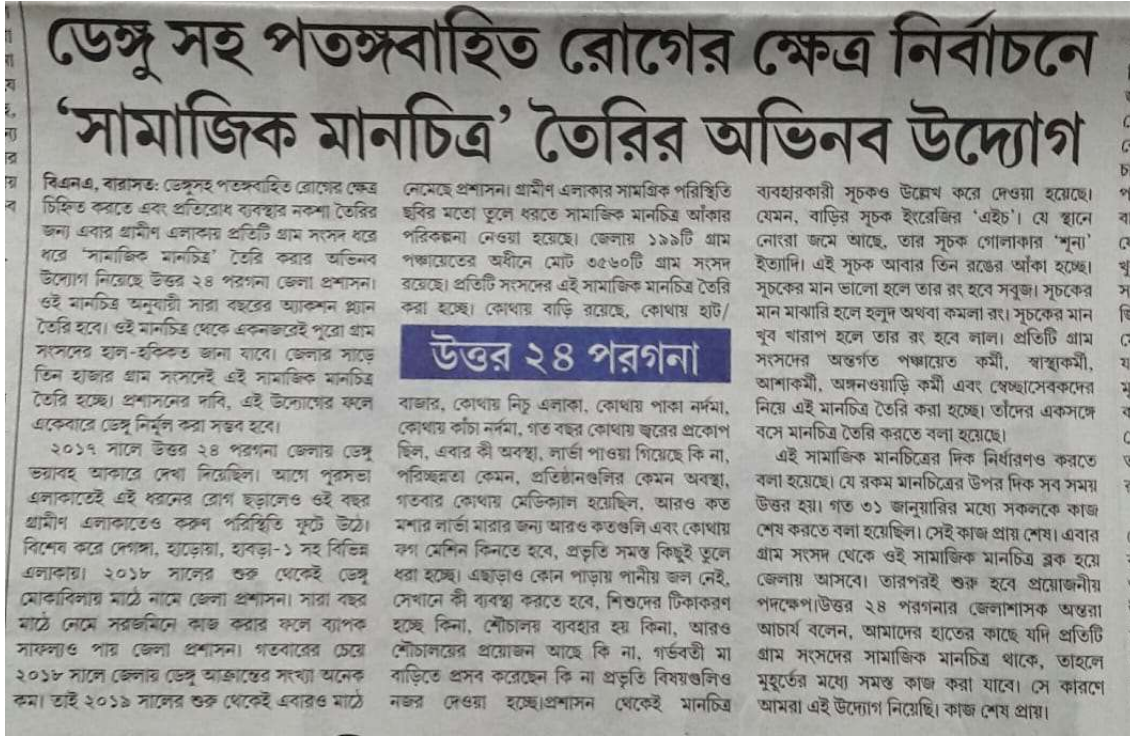 ডেঙ্গু সহ পতঙ্গবাহিত রোগের ক্ষেত্র নির্বাচনে
‘সামাজিক মানচিত্র’ তৈরির অভিনব উদ্যোগ
বিএনএ, বারাসত: ডেঙ্গুসহ পতঙ্গবাহিত রোগের ক্ষেত্র
চিহ্নিত করতে এবং প্রতিরোধ ব্যবস্থার নকশা তৈরির
জন্য এবার গ্রামীণ এলাকায় প্রতিটি গ্রাম সংসদ ধরে
ধরে ‘সামাজিক মানচিত্র’ তৈরি করার অভিনব
উদ্যোগ নিয়েছে উত্তর ২৪ পরগনা জেলা প্রশাসন।
ওই মানচিত্র অনুযায়ী সারা বছরের অ্যাকশন প্ল্যান
তৈরি হবে। ওই মানচিত্র থেকে একনজরেই পুরো গ্রাম
সংসদের হাল-হকিকত জানা যাবে। জেলার সাড়ে
তিন হাজার গ্রাম সংসদেই এই সামাজিক মানচিত্র
তৈরি হচ্ছে। প্রশাসনের দাবি, এই উদ্যোগের ফলে
একেবারে ডেঙ্গু নির্মূল করা সম্ভব হবে।
২০১৭ সালে উত্তর ২৪ পরগনা জেলায় ডেঙ্গু
ভয়াবহ আকারে দেখা দিয়েছিল। আগে পুরসভা
এলাকাতেই এই ধরনের রোগ ছড়ালেও ওই বছর
গ্রামীণ এলাকাতেও করুণ পরিস্থিতি ফুটে উঠে।
বিশেষ করে দেগঙ্গা, হাড়োয়া, হাবড়া-১ সহ বিভিন্ন
এলাকায়। ২০১৮ সালের শুরু থেকেই ডেঙ্গু
মোকাবিলায় মাঠে নামে জেলা প্রশাসন। সারা বছর
মাঠে নেমে সরজমিনে কাজ করার ফলে ব্যাপক
সাফল্যও পায় জেলা প্রশাসন। গতবারের চেয়ে
২০১৮ সালে জেলায় ডেঙ্গু আক্রান্তের সংখ্যা অনেক
কম। তাই ২০১৯ সালের শুরু থেকেই এবারও মাঠে
নেমেছে প্রশাসন। গ্রামীণ এলাকার সামগ্রিক পরিস্থিতি
ছবির মতো তুলে ধরতে সামাজিক মানচিত্র আঁকার
পরিকল্পনা নেওয়া হয়েছে। জেলায় ১৯৯টি গ্রাম
পঞ্চায়েতের অধীনে মোট ৩৫৬০টি গ্রাম সংসদ
রয়েছে। প্রতিটি সংসদের এই সামাজিক মানচিত্র তৈরি
করা হচ্ছে। কোথায় বাড়ি রয়েছে, কোথায় হাট/
উত্তর ২৪ পরগনা
বাজার, কোথায় নিচু এলাকা, কোথায় পাকা নর্দমা,
কোথায় কাঁচা নর্দমা, গত বছর কোথায় জ্বরের প্রকোপ
ছিল, এবার কী অবস্থা, লার্ভা পাওয়া গিয়েছে কি না,
পরিচ্ছন্নতা কেমন, প্রতিষ্ঠানগুলির কেমন অবস্থা,
গতবার কোথায় মেডিক্যাল হয়েছিল, আরও কত
মশার লার্ভা মারার জন্য আরও কতগুলি এবং কোথায়
ফগ মেশিন কিনতে হবে, প্রভৃতি সমস্ত কিছুই তুলে
ধরা হচ্ছে। এছাড়াও কোন পাড়ায় পানীয় জল নেই,
সেখানে কী ব্যবস্থা করতে হবে, শিশুদের টিকাকরণ
হচ্ছে কিনা, শৌচালয় ব্যবহার হয় কিনা, আরও
শৌচালয়ের প্রয়োজন আছে কি না, গর্ভবতী মা
বাড়িতে প্রসব করেছেন কি না প্রভৃতি বিষয়গুলিও
নজর দেওয়া হচ্ছে।প্রশাসন থেকেই মানচিত্র
ব্যবহারকারী সূচকও উল্লেখ করে দেওয়া হয়েছে।
যেমন, বাড়ির সূচক ইংরেজির ‘এইচ’। যে স্থানে
নোংরা জমে আছে, তার সূচক গোলাকার ‘শূন্য’
ইত্যাদি। এই সূচক আবার তিন রঙের আঁকা হচ্ছে।
সূচকের মান ভালো হলে তার রং হবে সবুজ। সূচকের
মান মাঝারি হলে হলুদ অথবা কমলা রং। সূচকের মান
খুব খারাপ হলে তার রং হবে লাল। প্রতিটি গ্রাম
সংসদের অন্তর্গত পঞ্চায়েত কর্মী, স্বাস্থ্যকর্মী,
আশাকর্মী, অঙ্গনওয়াড়ি কর্মী এবং স্বেচ্ছাসেবকদের
নিয়ে এই মানচিত্র তৈরি করা হচ্ছে। তাঁদের একসঙ্গে
বসে মানচিত্র তৈরি করতে বলা হয়েছে।
এই সামাজিক মানচিত্রের দিক নির্ধারণও করতে
বলা হয়েছে। যে রকম মানচিত্রের উপর দিক সব সময়
উত্তর হয়। গত ৩১ জানুয়ারির মধ্যে সকলকে কাজ
শেষ করতে বলা হয়েছিল। সেই কাজ প্রায় শেষ। এবার
গ্রাম সংসদ থেকে ওই সামাজিক মানচিত্র ব্লক হয়ে
জেলায় আসবে। তারপরই শুরু হবে প্রয়োজনীয়
পদক্ষেপ।উত্তর ২৪ পরগনার জেলাশাসক অন্তরা
আচার্য বলেন, আমাদের হাতের কাছে যদি প্রতিটি
গ্রাম সংসদের সামাজিক মানচিত্র থাকে, তাহলে
মুহূর্তের মধ্যে সমস্ত কাজ করা যাবে। সে কারণে
আমরা এই উদ্যোগ নিয়েছি। কাজ শেষ প্রায়।